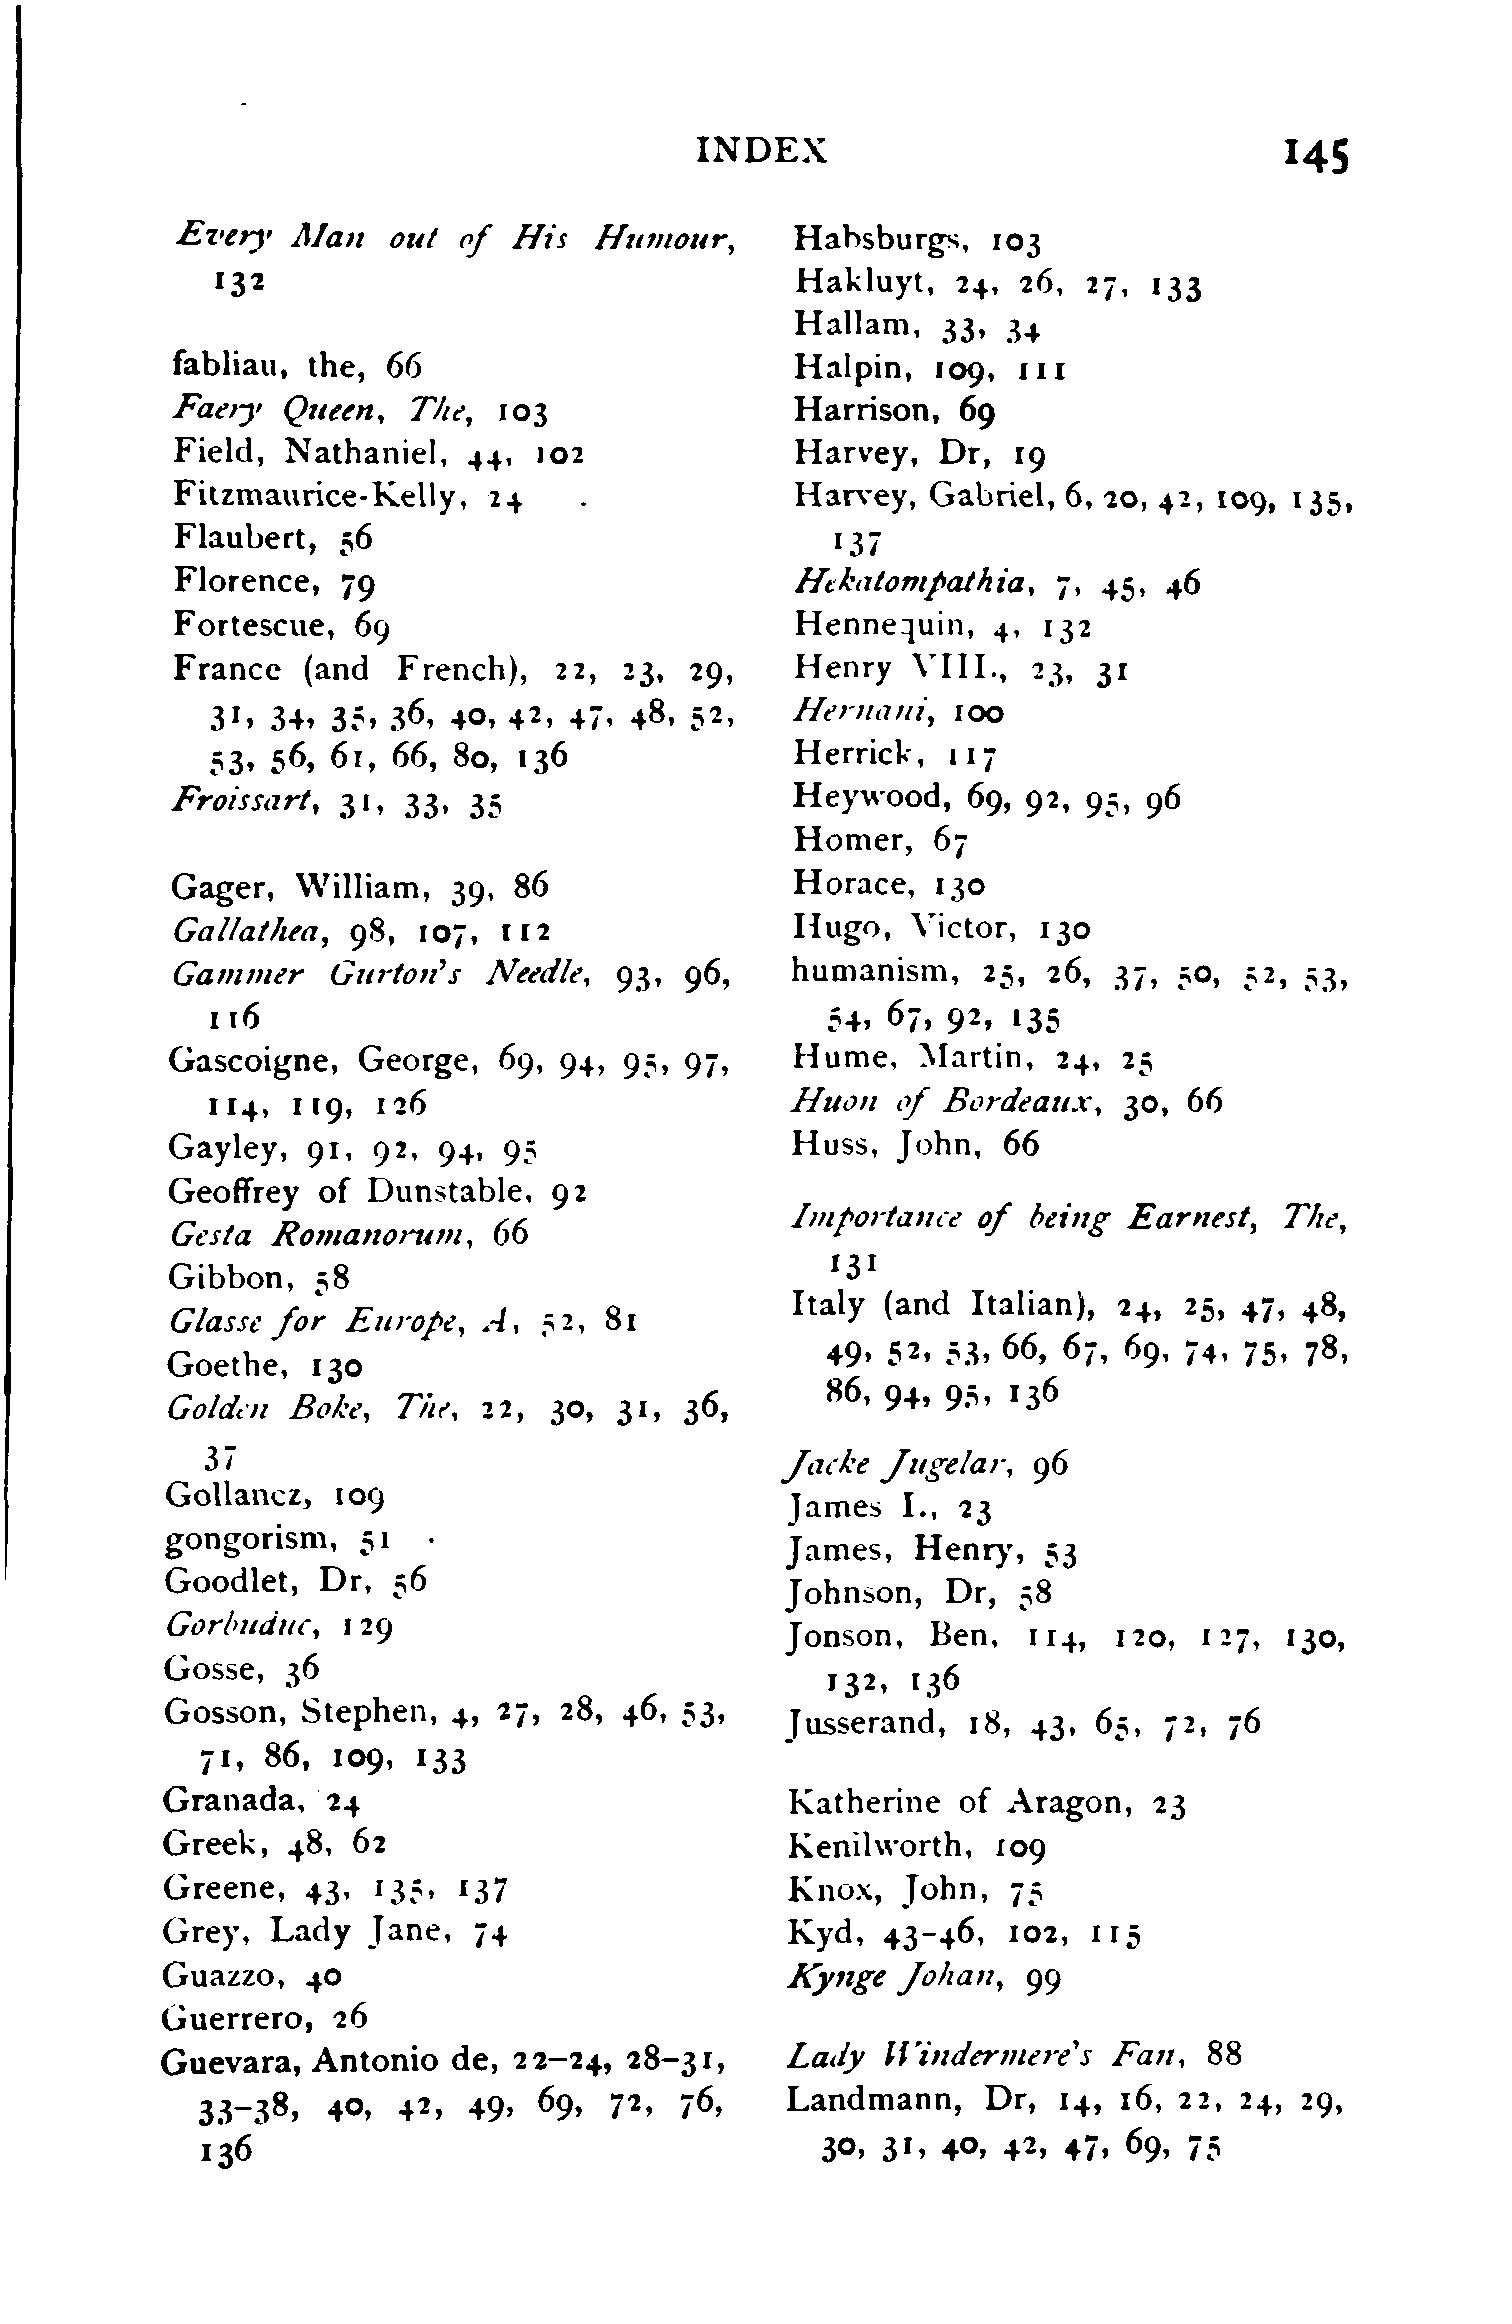 INDEX 145
Every Man out of His Humour,
132
fabliau, the, 66
Faery Queen, The, 103
Field, Nathaniel, 44, 102
Fitzmaurice-Kelly, 24
Flaubert, 56
Florence, 79
Fortescue, 69
France (and French), 22, 23, 29,
31, 34, 35, 36, 40, 42, 47, 48, 52,
53, 56, 61, 66, 80, 136
Froissart, 31, 33, 35
Gager, William, 39, 86
Gallathea, 98, 107, 112
Gammer Gurton's Needle, 93, 96,
116
Gascoigne, George, 69, 94, 95, 97,
114, 119, 126
Gayley, 91, 92, 94, 95
Geoffrey of Dunstable, 92
Gesta Romanorum, 66
Gibbon, 58
Glasse for Europe, A, 52, 81
Goethe, 130
Golden Boke, The, 22, 30, 31, 36,
37
Gollancz, 109
gongorism, 51
Goodlet, Dr, 56
Gorbuduc, 129
Gosse, 36
Gosson, Stephen, 4, 27, 28, 46, 53,
71, 86, 109, 133
Granada, 24
Greek, 48, 62
Greene, 43, 135, 137
Grey, Lady Jane, 74
Guazzo, 40
Guerrero, 26
Guevara, Antonio de, 22–24, 28–31,
33–38, 40, 42, 49, 69, 72, 76,
136
Habsburgs, 103
Hakluyt, 24, 26, 27, 133
Hallam, 33, 34
Halpin, 109, 111
Harrison, 69
Harvey, Dr, 19
Harvey, Gabriel, 6, 20, 42, 109, 135,
137
Hekatompathia, 7, 45, 46
Hennequin, 4, 132
Henry VIII., 23, 31
Hernani, 100
Herrick, 117
Heywood, 69, 92, 95, 96
Homer, 67
Horace, 130
Hugo, Victor, 130
humanism, 25, 26, 37, 50, 52, 53,
54, 67, 92, 135
Hume, Martin, 24, 25
Huon of Bordeaux, 30, 66
Huss, John, 66
Importance of being Earnest, The,
131
Italy (and Italian), 24, 25, 47, 48,
49, 52, 53, 66, 67, 69, 74, 75, 78,
86, 94, 95, 136
Jacke Jugelar, 96
James I., 23
James, Henry, 53
Johnson, Dr, 58
Jonson, Ben, 114, 120, 127, 130,
132, 136
Jusserand, 18, 43, 65, 72, 76
Katherine of Aragon, 23
Kenilworth, 109
Knox, John, 75
Kyd, 43–46, 102, 115
Kynge Johan, 99
Lady Windermere's Fan, 88
Landmann, Dr, 14, 16, 22, 24, 29,
30, 31, 40, 42, 47, 69, 75